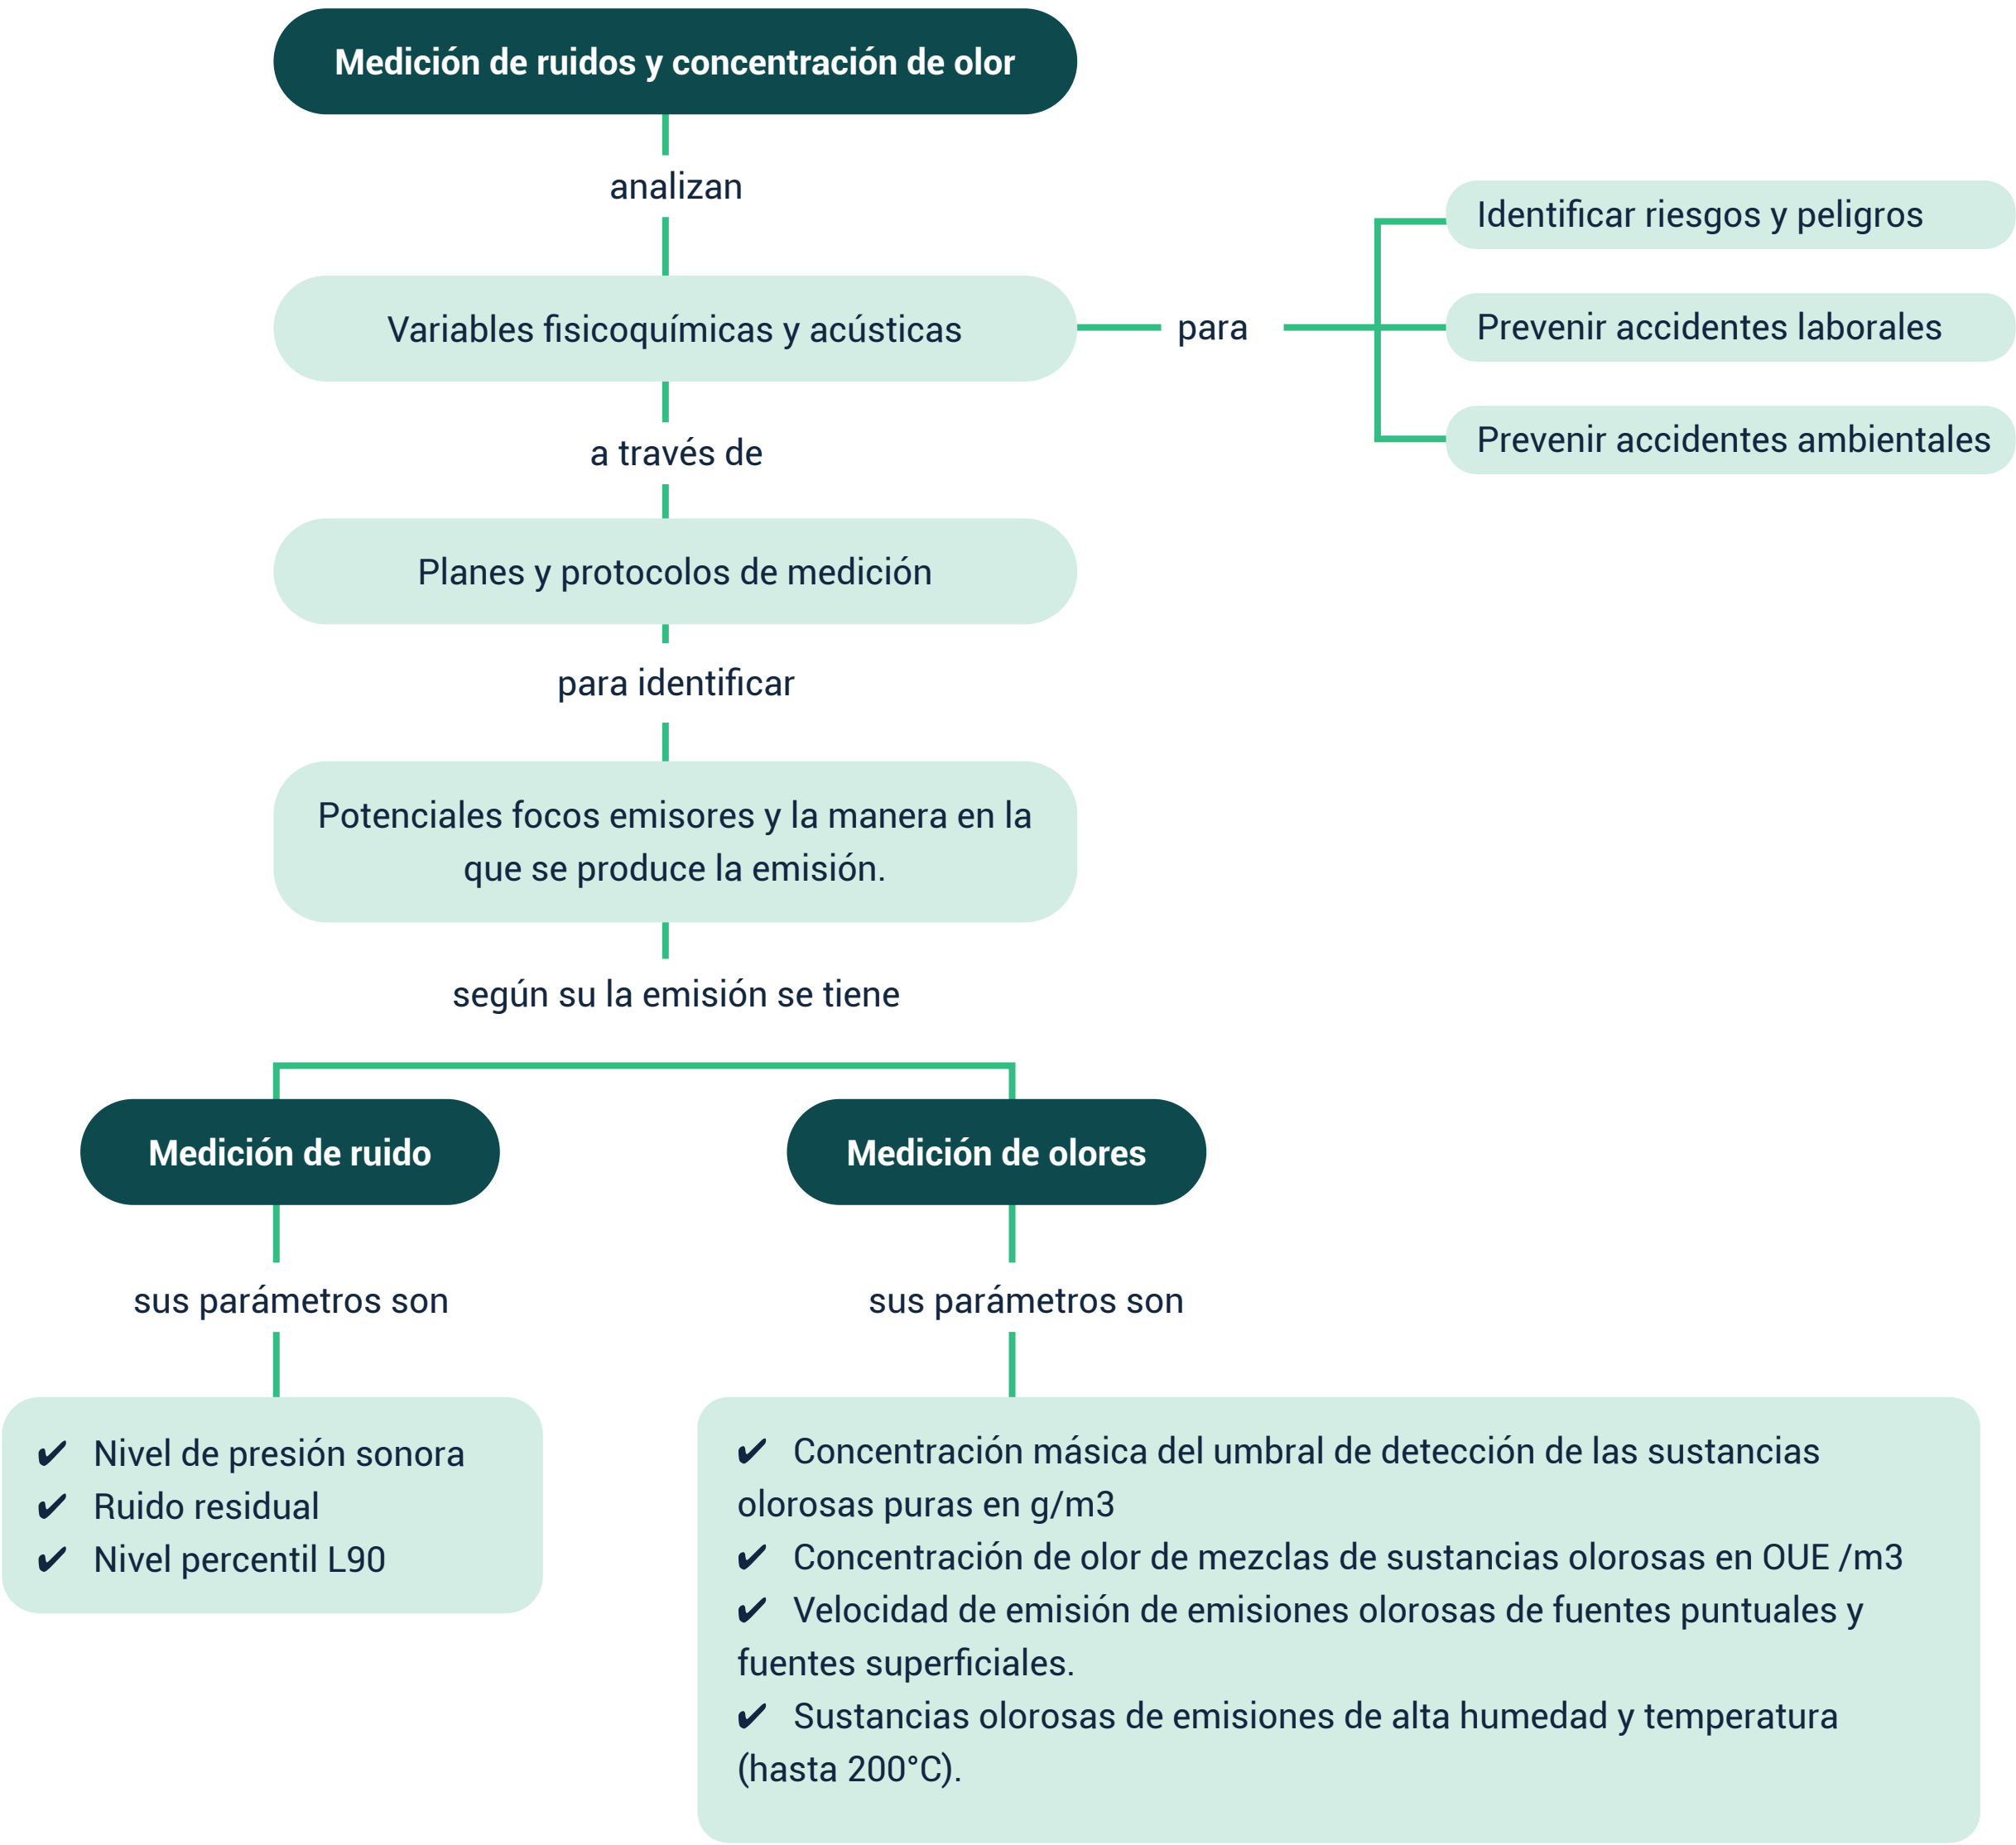 Medición de ruidos y concentración de olor
analizan
Variables fisicoquímicas y acústicas
para
Identificar riesgos y peligros
Prevenir accidentes laborales
Prevenir accidentes ambientales
a través de
Planes y protocolos de medición
para identificar
Potenciales focos emisores y la manera en la
que se produce la emisión.
según su la emisión se tiene
Medición de ruido
sus parámetros son
✔ Nivel de presión sonora
✔ Ruido residual
✔ Nivel percentil L90
Medición de olores
sus parámetros son
✔ Concentración másica del umbral de detección de las sustancias
olorosas puras en g/m3
✔ Concentración de olor de mezclas de sustancias olorosas en OUE /m3
✔ Velocidad de emisión de emisiones olorosas de fuentes puntuales y
fuentes superficiales.
✔ Sustancias olorosas de emisiones de alta humedad y temperatura
(hasta 200°C).